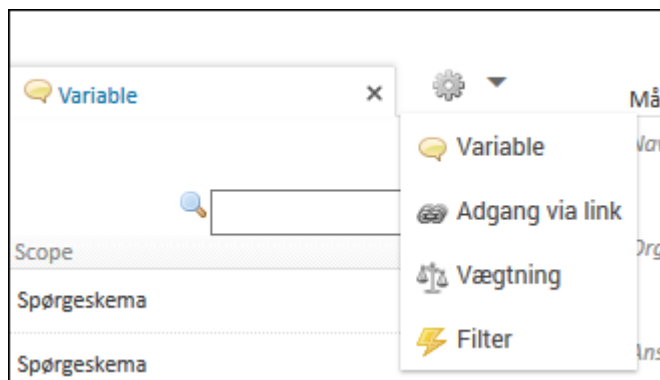 Variable
Variable
Adgang via link
Vægtning
Filter
Scope
Spørgeskema
Spørgeskema